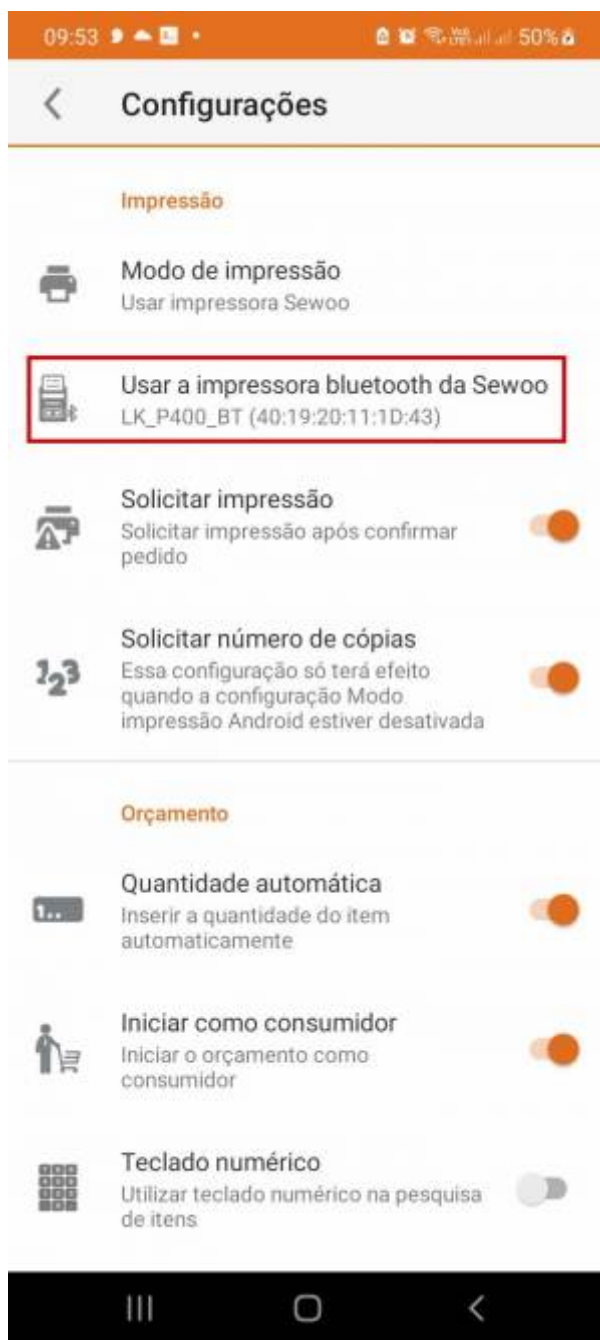 09:53
50%
Configurações
Impressão
Modo de impressão
Usar impressora Sewoo
Usar a impressora bluetooth da Sewoo
LK_P400_BT (40:19:20:11:1D:43)
Solicitar impressão
Solicitar impressão após confirmar
pedido
Solicitar número de cópias
Essa configuração só terá efeito
quando a configuração Modo
impressão Android estiver desativada
123
Orçamento
Quantidade automática
Inserir a quantidade do item
automaticamente
1..
Iniciar como consumidor
Iniciar o orçamento como
consumidor
Teclado numérico
Utilizar teclado numérico na pesquisa
de itens